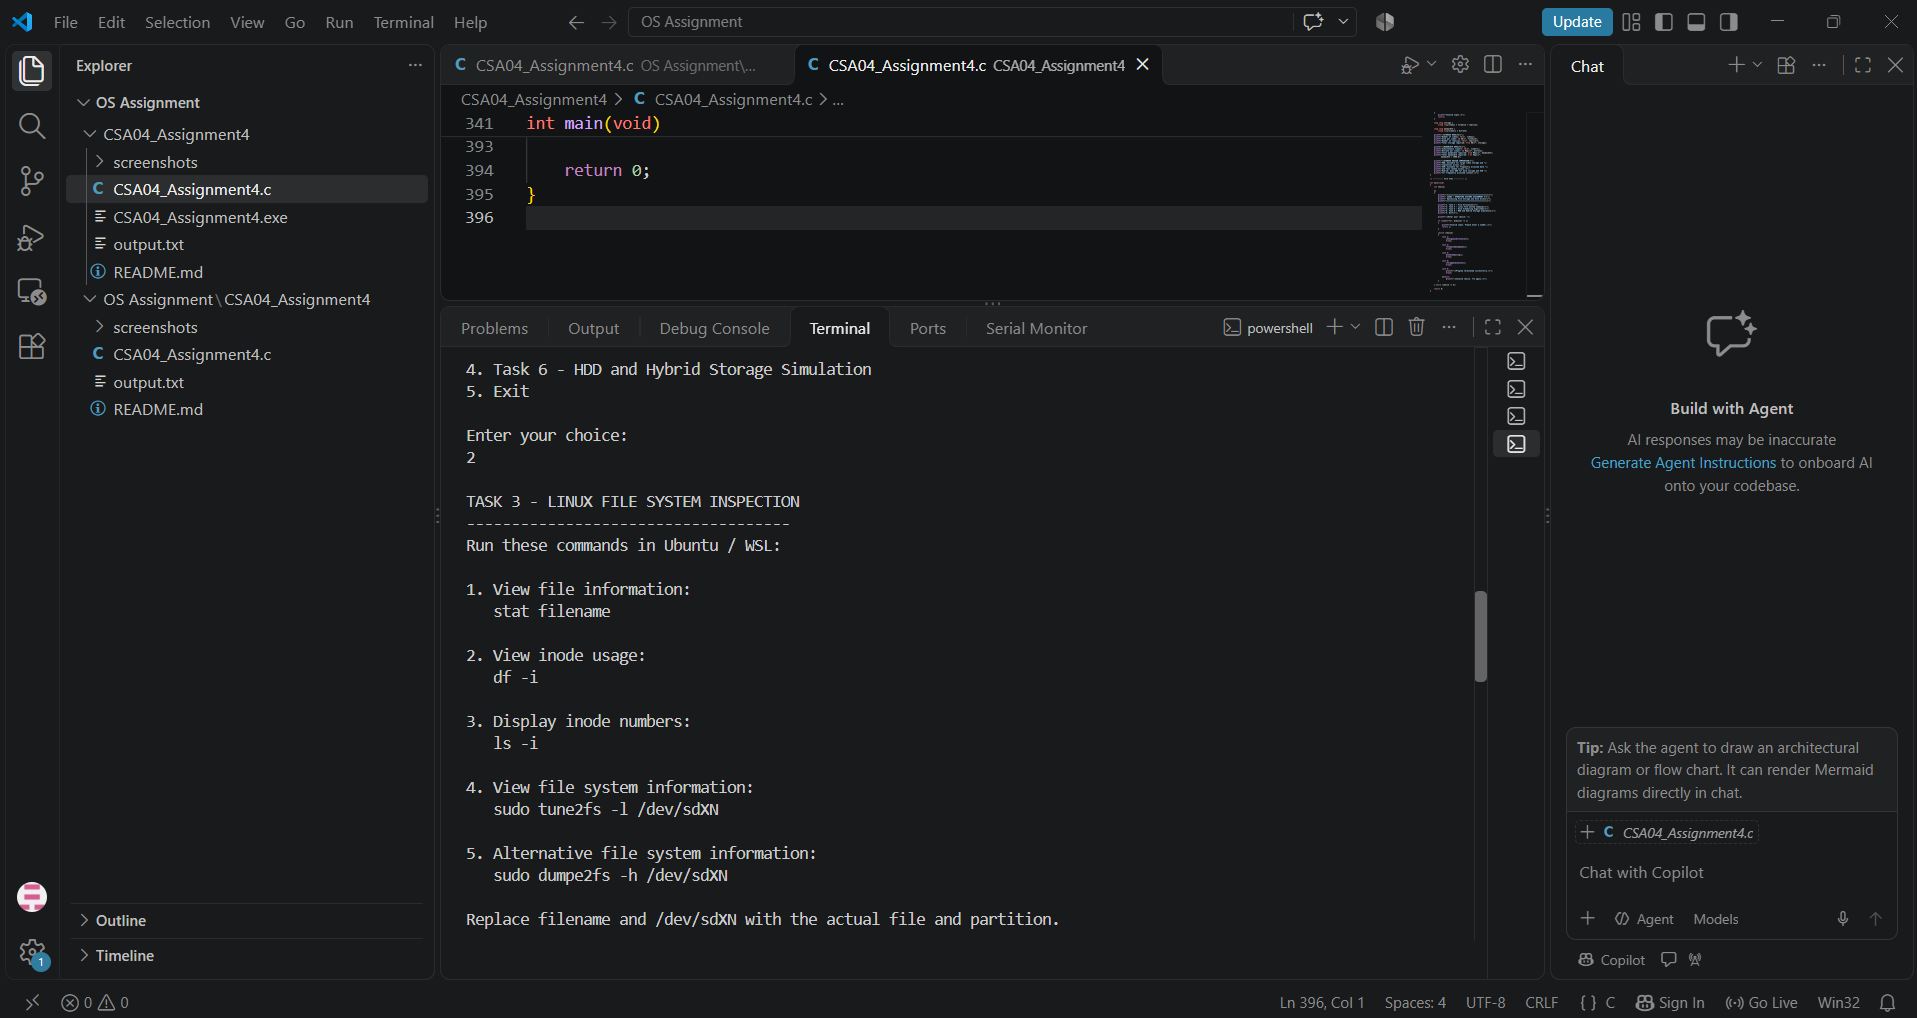 File Edit Selection View Go Run Terminal Help
OS Assignment
Update
Explorer
OS Assignment
CSA04_Assignment4
screenshots
C CSA04_Assignment4.c
CSA04_Assignment4.exe
output.txt
README.md
OS Assignment\CSA04_Assignment4
screenshots
C CSA04_Assignment4.c
output.txt
README.md
Outline
Timeline
1
C CSA04_Assignment4.c OS Assignment\...
C CSA04_Assignment4.c CSA04_Assignment4
CSA04_Assignment4 > C CSA04_Assignment4.c > ...
341 int main(void)
393
394 return 0;
395 }
396
Problems Output Debug Console Terminal Ports Serial Monitor
powershell
4. Task 6 - HDD and Hybrid Storage Simulation
5. Exit
Enter your choice:
2
TASK 3 - LINUX FILE SYSTEM INSPECTION
------------------------------------
Run these commands in Ubuntu / WSL:
1. View file information:
stat filename
2. View inode usage:
df -i
3. Display inode numbers:
ls -i
4. View file system information:
sudo tune2fs -l /dev/sdXN
5. Alternative file system information:
sudo dumpe2fs -h /dev/sdXN
Replace filename and /dev/sdXN with the actual file and partition.
Chat
Build with Agent
AI responses may be inaccurate
Generate Agent Instructions to onboard AI
onto your codebase.
Tip: Ask the agent to draw an architectural
diagram or flow chart. It can render Mermaid
diagrams directly in chat.
C CSA04_Assignment4.c
Chat with Copilot
Agent Models
Copilot
0 0
Ln 396, Col 1 Spaces: 4 UTF-8 CRLF { } C Sign In Go Live Win32